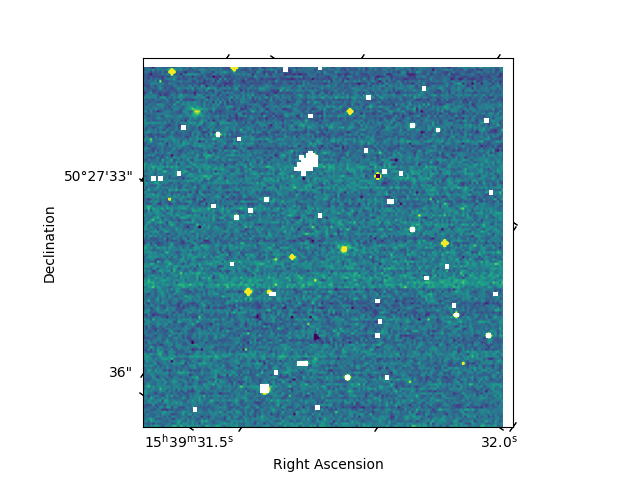 50°27'33"
Declination
36"
15ʰ39ᵐ31.5ˢ
32.0ˢ
Right Ascension